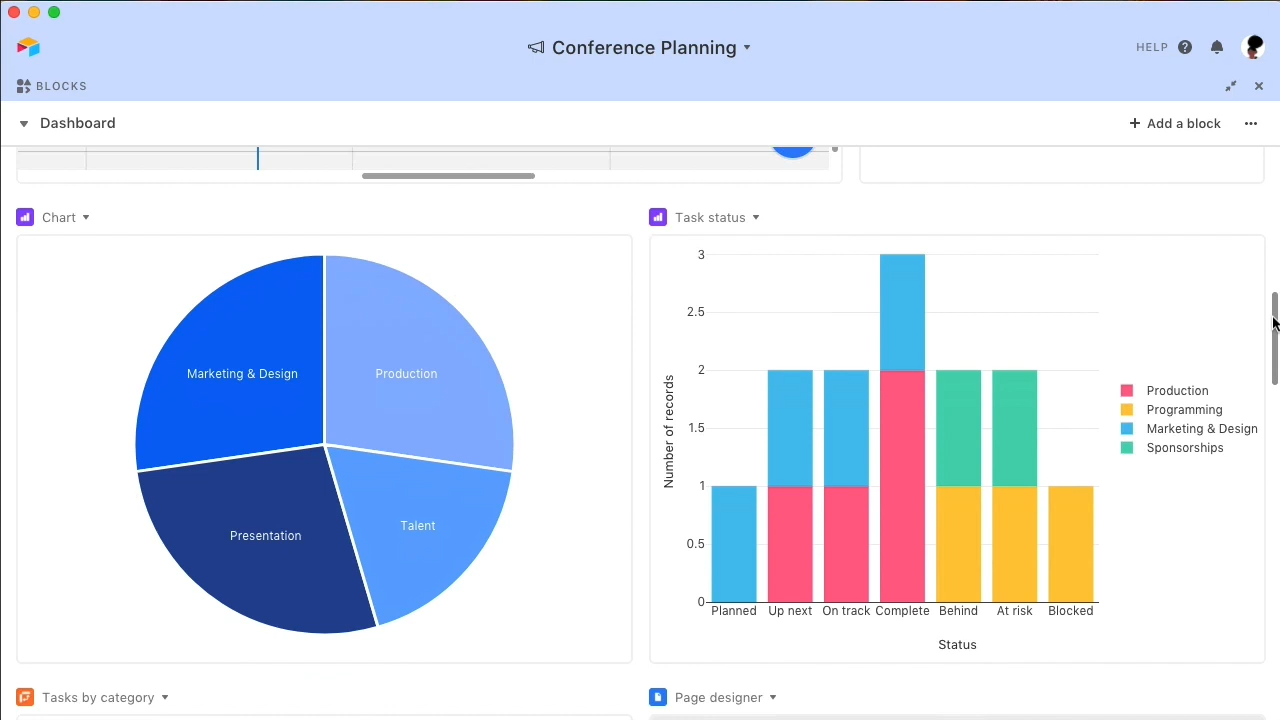 Conference Planning
HELP
BLOCKS
Dashboard
+ Add a block
Chart
Marketing & Design
Production
Talent
Presentation
Task status
Number of records
3
2.5
2
1.5
1
0.5
0
Planned
Up next
On track
Complete
Behind
At risk
Blocked
Status
Production
Programming
Marketing & Design
Sponsorships
Tasks by category
Page designer